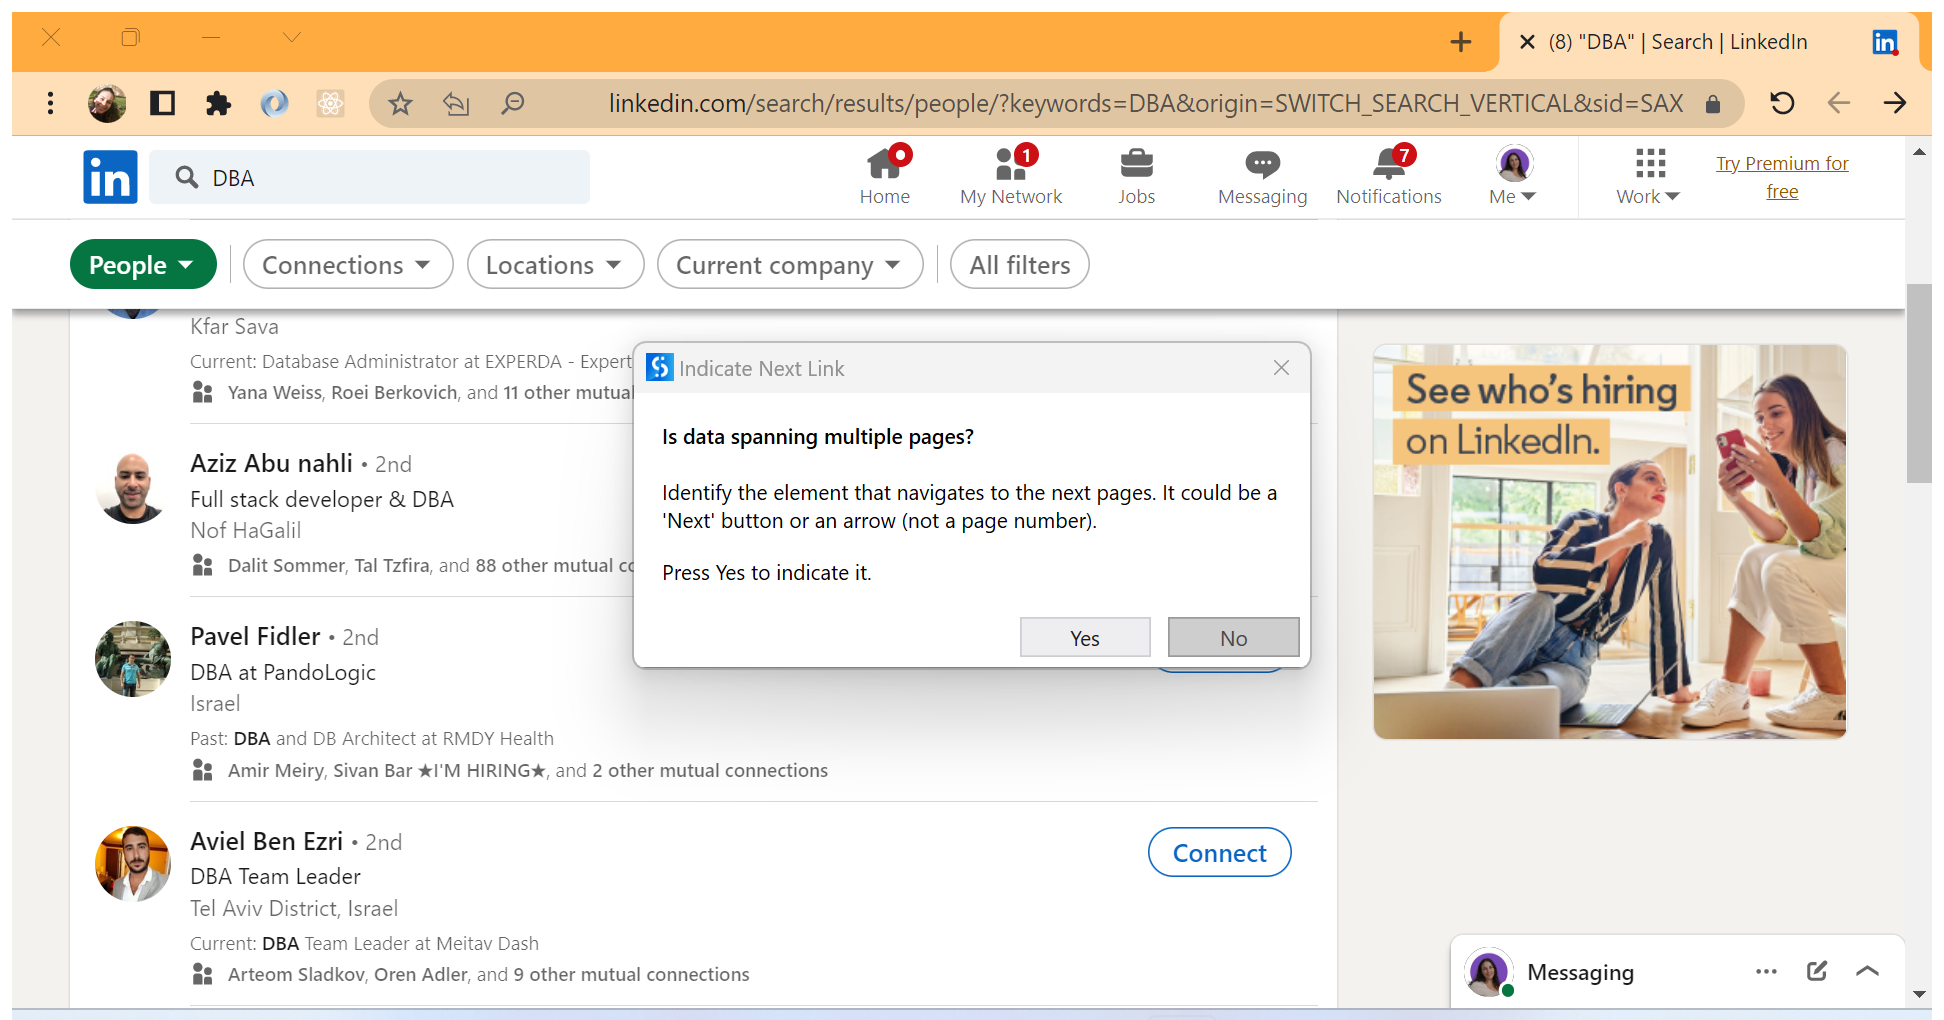 (8) "DBA" | Search | LinkedIn
linkedin.com/search/results/people/?keywords=DBA&origin=SWITCH_SEARCH_VERTICAL&sid=SAX
in
DBA
Home
1
My Network
Jobs
Messaging
7
Notifications
Me
Work
Try Premium for
free
People
Connections
Locations
Current company
All filters
Kfar Sava
Current: Database Administrator at EXPERDA - Expert
Yana Weiss, Roei Berkovich, and 11 other mutual
Aziz Abu nahli • 2nd
Full stack developer & DBA
Nof HaGalil
Dalit Sommer, Tal Tzfira, and 88 other mutual co
Pavel Fidler • 2nd
DBA at PandoLogic
Israel
Past: DBA and DB Architect at RMDY Health
Amir Meiry, Sivan Bar ★I'M HIRING★, and 2 other mutual connections
Aviel Ben Ezri • 2nd
Connect
DBA Team Leader
Tel Aviv District, Israel
Current: DBA Team Leader at Meitav Dash
Arteom Sladkov, Oren Adler, and 9 other mutual connections
Indicate Next Link
Is data spanning multiple pages?
Identify the element that navigates to the next pages. It could be a
'Next' button or an arrow (not a page number).
Press Yes to indicate it.
Yes
No
See who's hiring
on LinkedIn.
Messaging